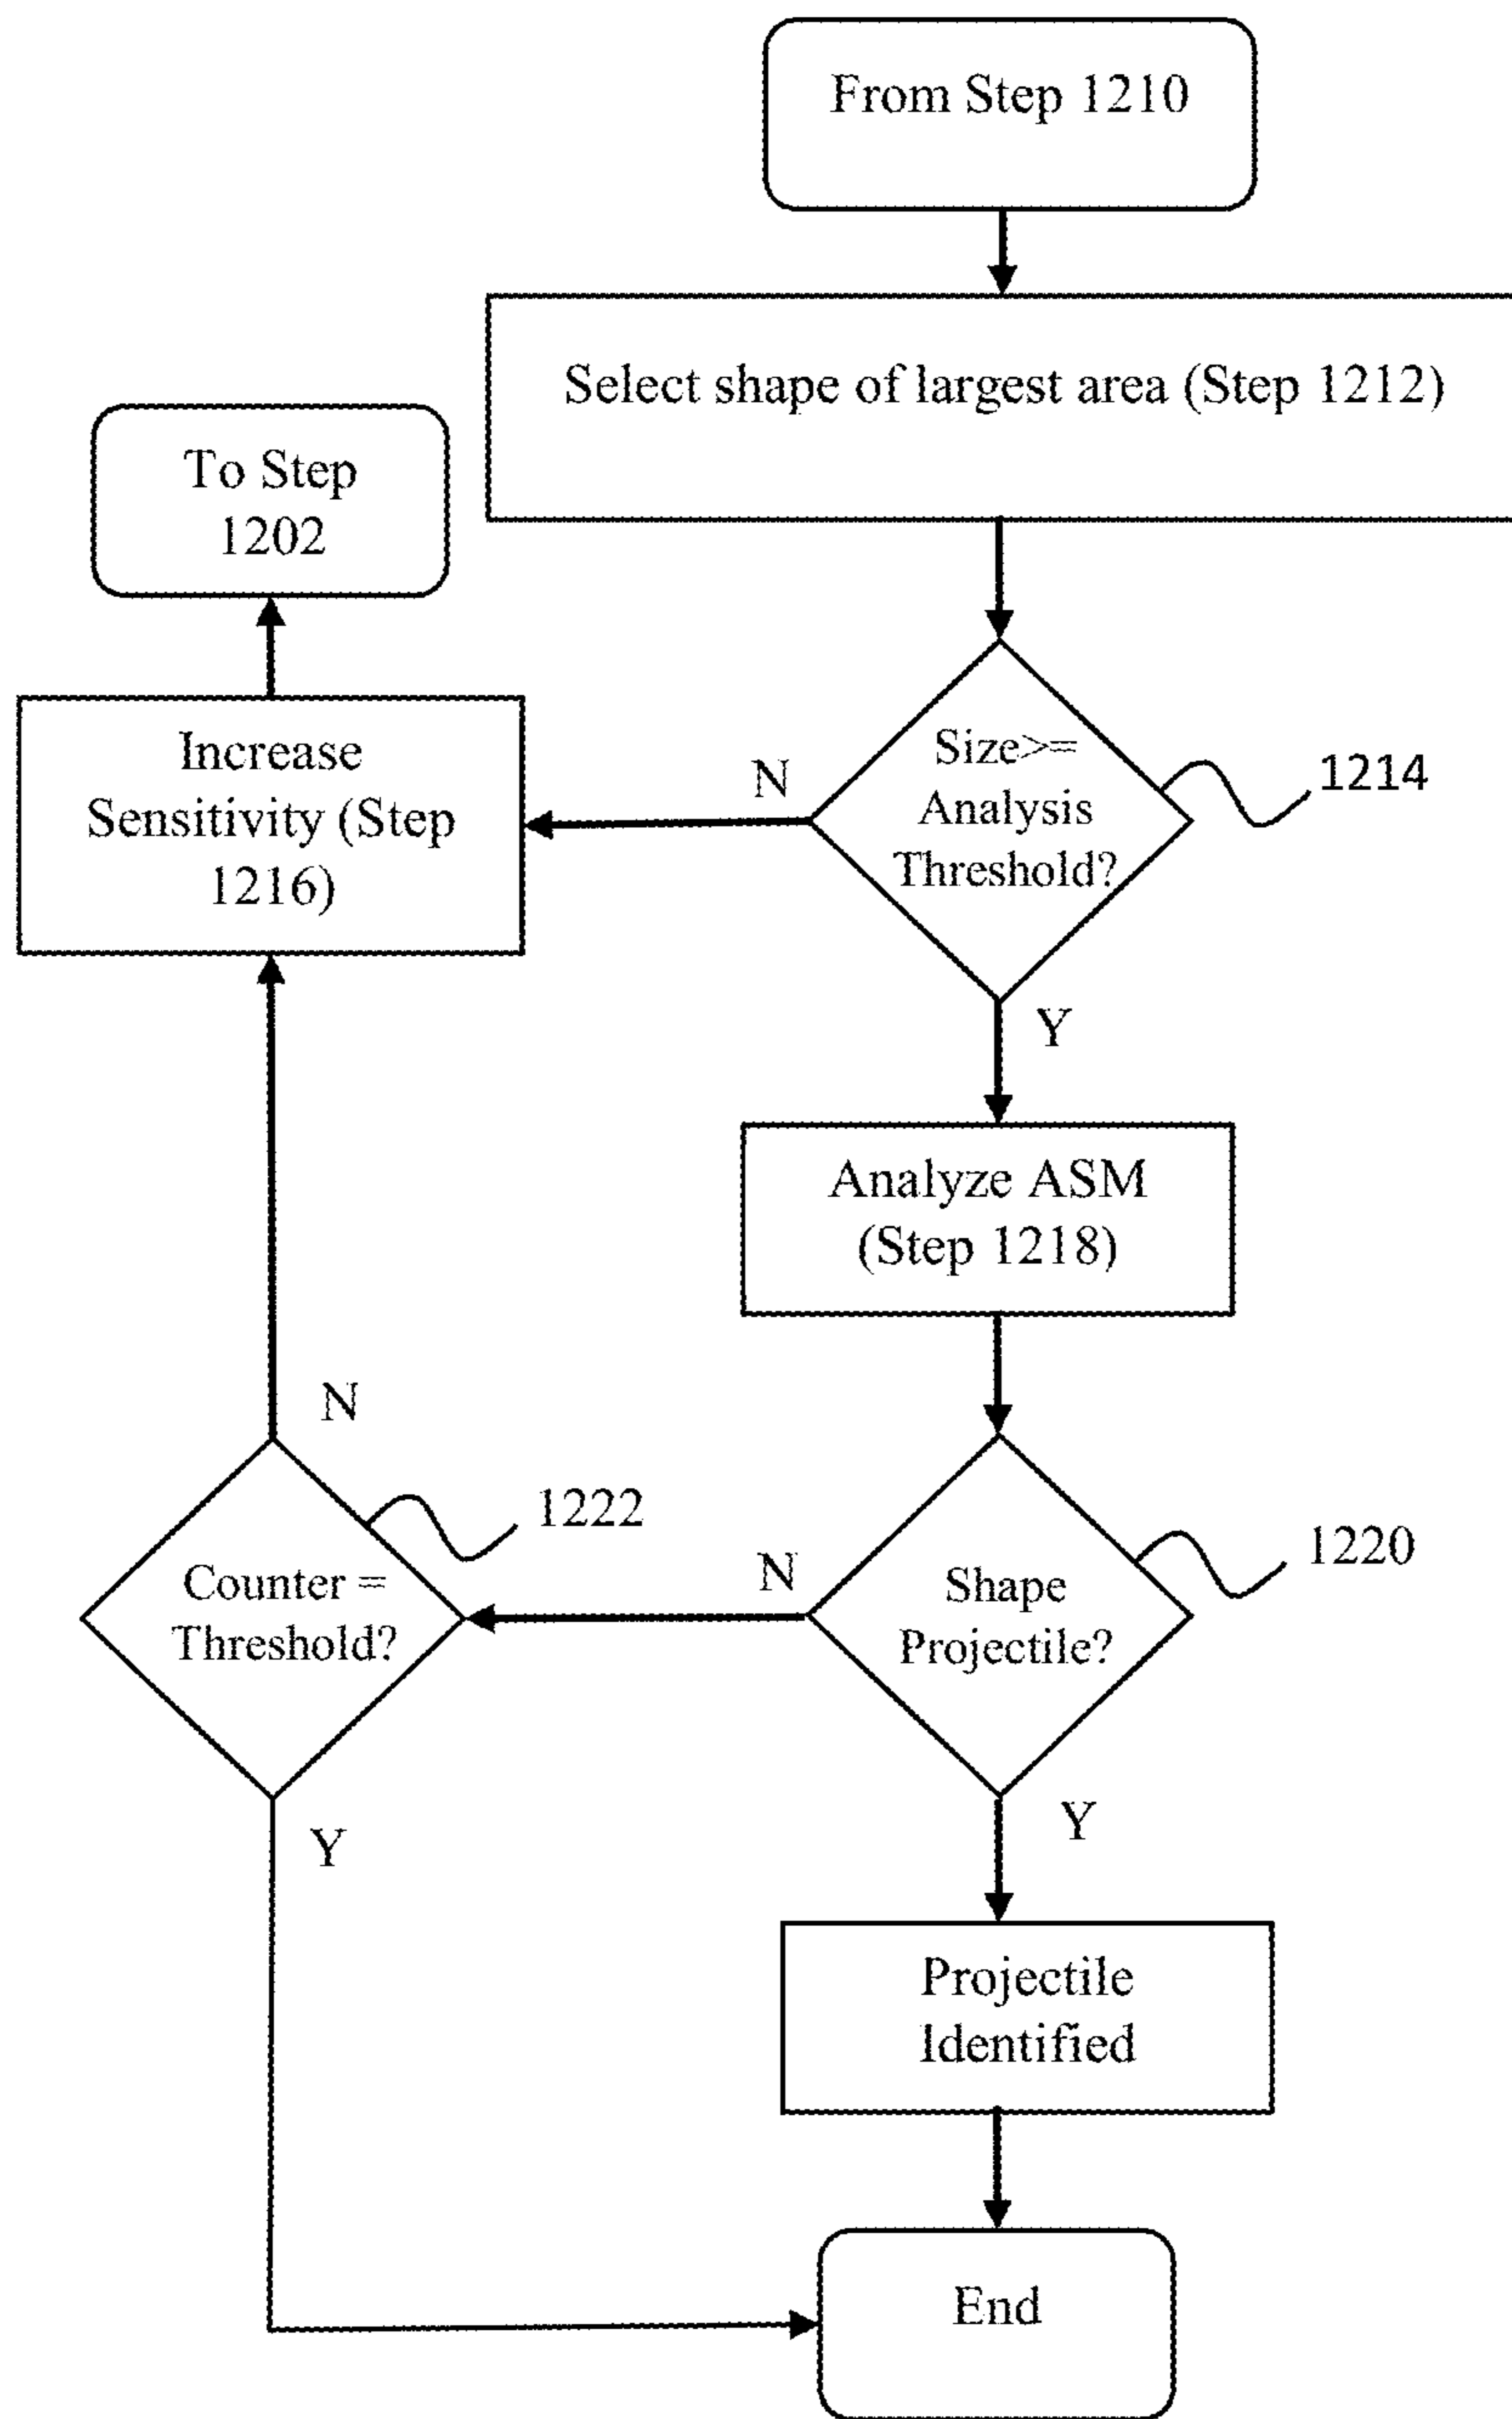 From Step 1210
Select shape of largest area (Step 1212)
To Step
1202
Increase
Sensitivity (Step
1216)
N
Size>=
Analysis
Threshold?
1214
Y
Analyze ASM
(Step 1218)
N
1222
Counter =
Threshold?
N
Shape
Projectile?
1220
Y
Y
Projectile
Identified
End